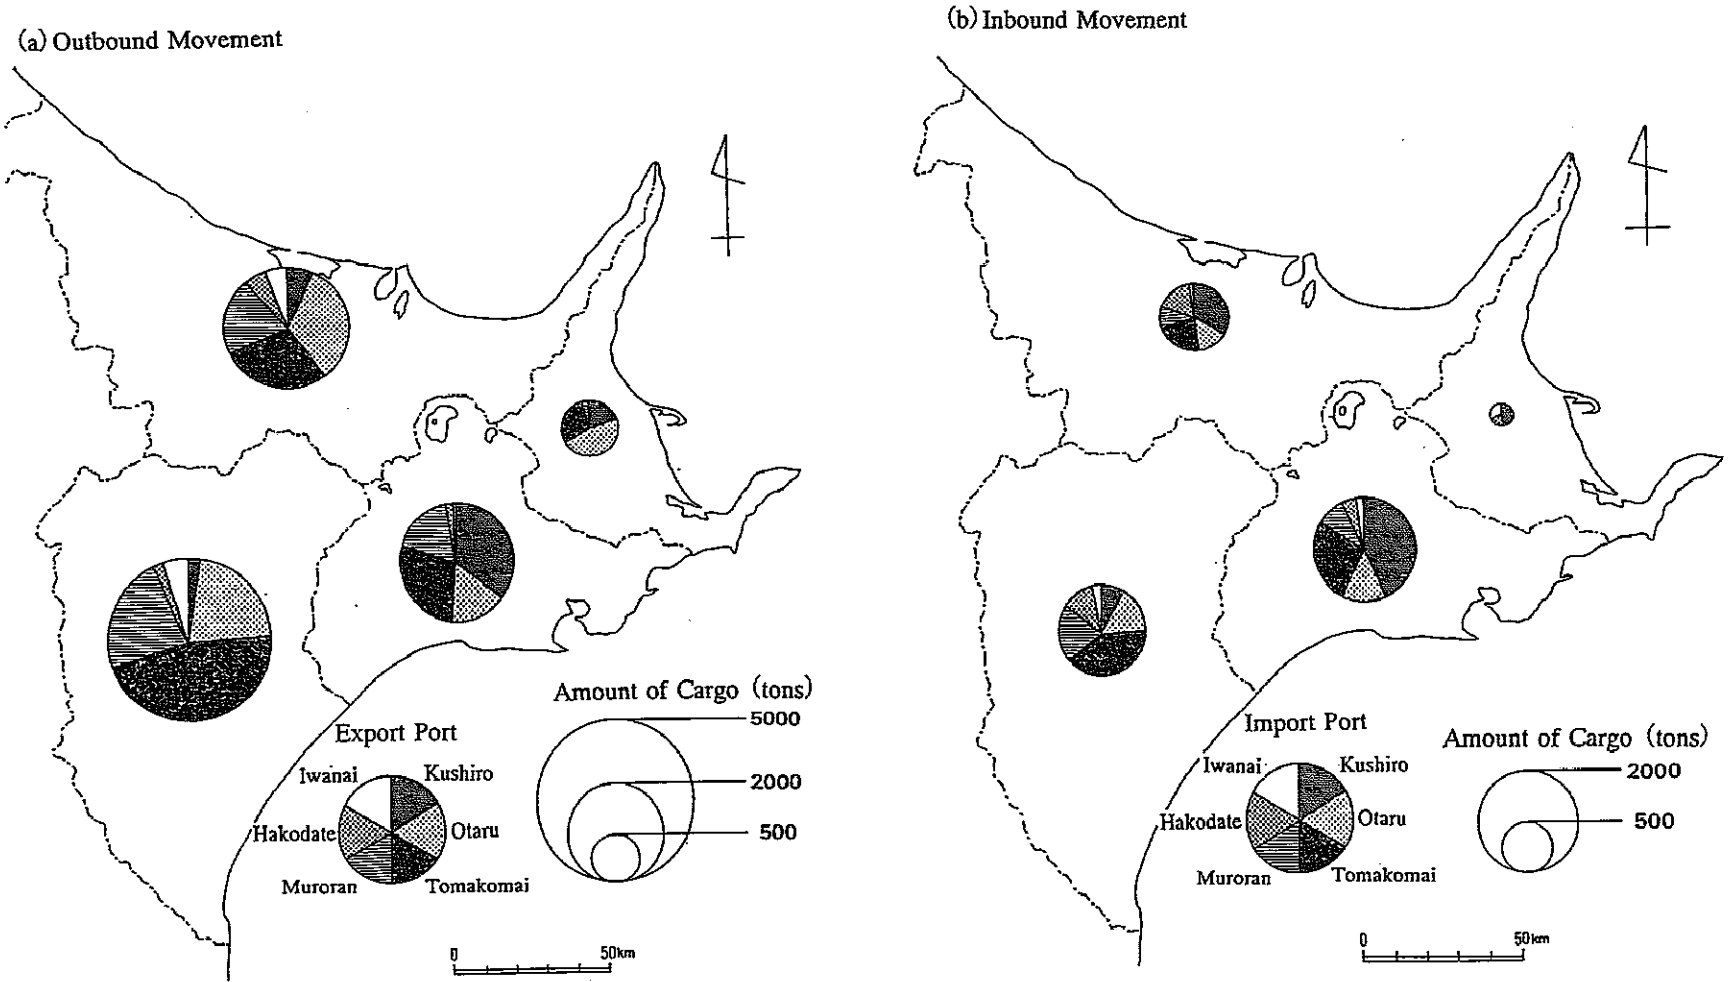 (a) Outbound Movement
Export Port
Iwanai
Kushiro
Hakodate
Otaru
Muroran
Tomakomai
Amount of Cargo (tons)
5000
2000
500
0 50km
(b) Inbound Movement
Import Port
Iwanai
Kushiro
Hakodate
Otaru
Muroran
Tomakomai
Amount of Cargo (tons)
2000
500
0 50km